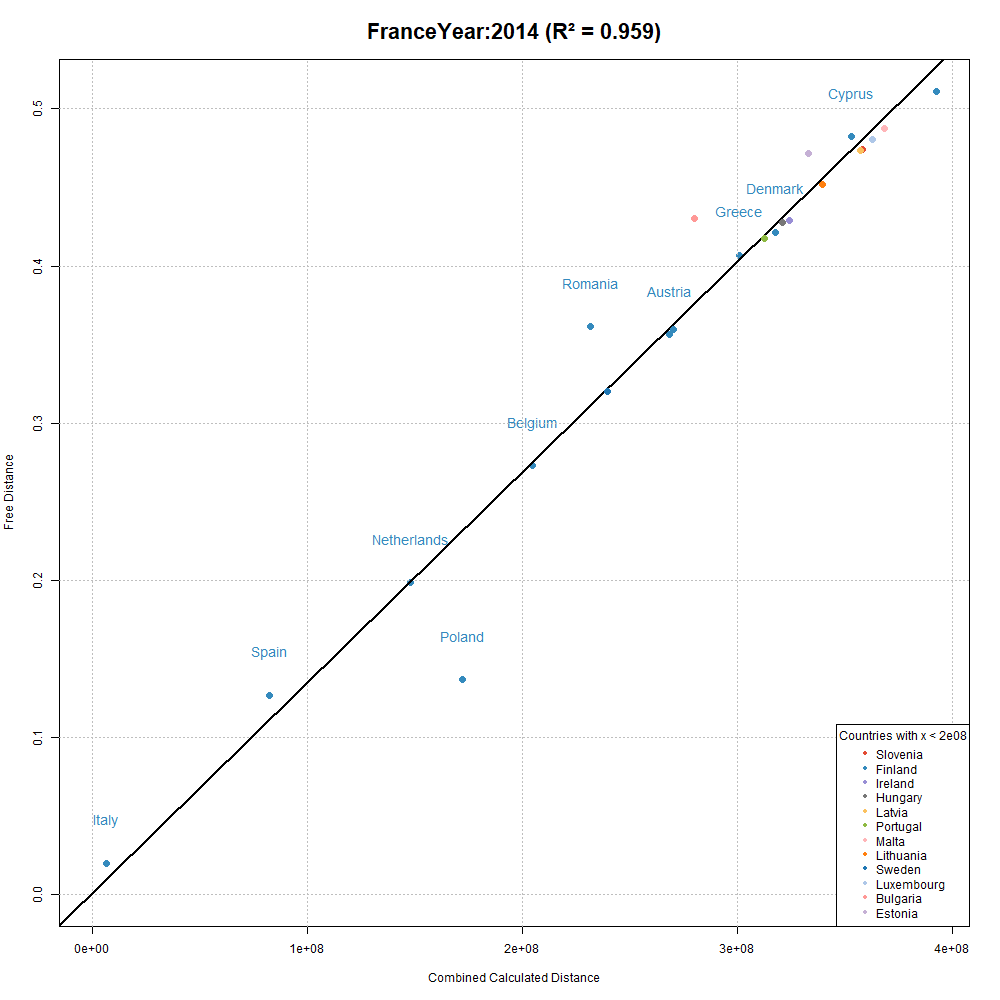 FranceYear:2014 (R² = 0.959)
Cyprus
0.5
Denmark
Greece
0.4
Romania
Austria
0.3
Belgium
Free Distance
Netherlands
0.2
Poland
Spain
0.1
Countries with x < 2e08
Slovenia
Finland
Ireland
Hungary
Latvia
Portugal
Malta
Lithuania
Sweden
Luxembourg
Bulgaria
Estonia
Italy
0.0
0e+00 1e+08 2e+08 3e+08 4e+08
Combined Calculated Distance